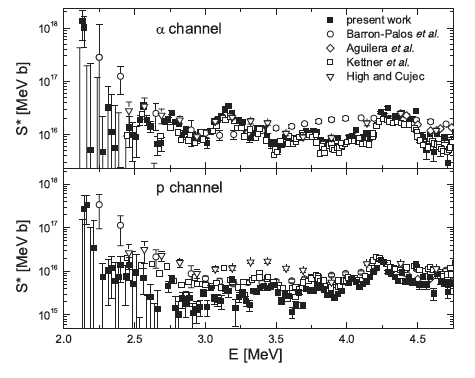 α channel
present work
Barron-Palos et al.
Aguilera et al.
Kettner et al.
High and Cujec
S* [MeV b]
10^18
10^17
10^16
p channel
S* [MeV b]
10^18
10^17
10^16
10^15
2.0 2.5 3.0 3.5 4.0 4.5
E [MeV]